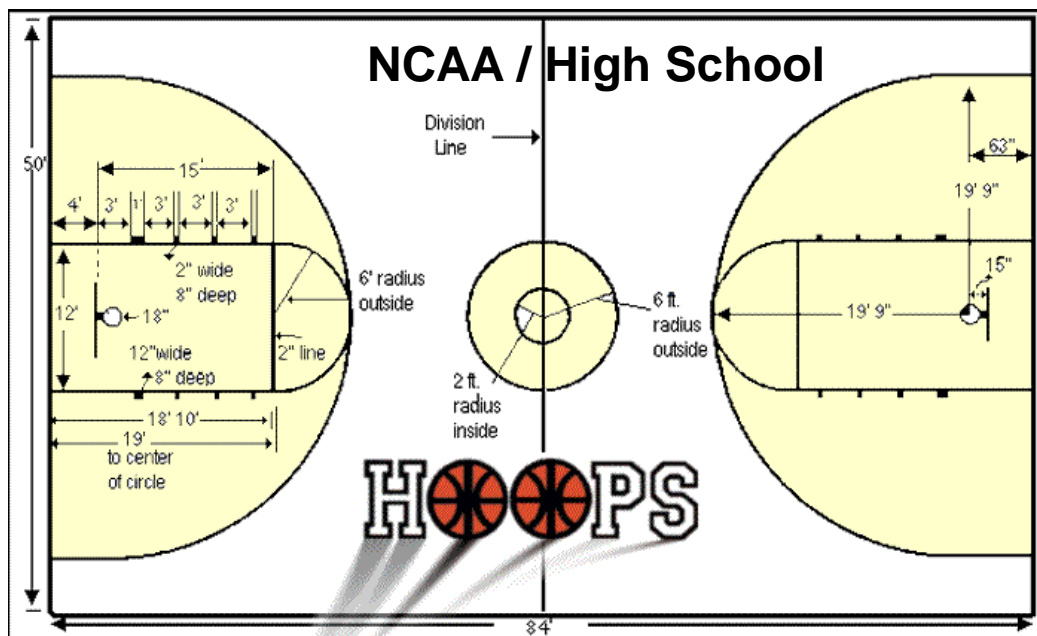 NCAA / High School
Division
Line
50'
15'
4'
3'
1'
3'
3'
3'
2" wide
8" deep
12'
18"
6' radius
outside
2" line
12"wide
8" deep
18' 10'
19'
to center
of circle
6 ft.
radius
outside
2 ft.
radius
inside
63"
19' 9"
15"
19' 9"
HOOPS
84'